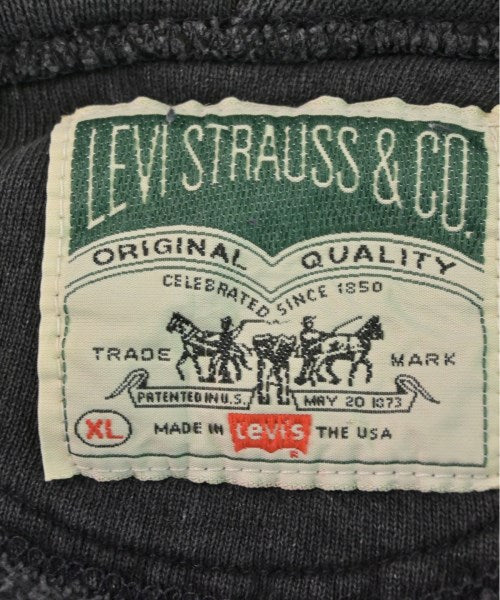 LEVI STRAUSS & CO.
ORIGINAL QUALITY
CELEBRATED SINCE 1850
TRADE MARK
PATENTED IN U.S. MAY 20 1873
XL MADE IN Levi's ® THE USA